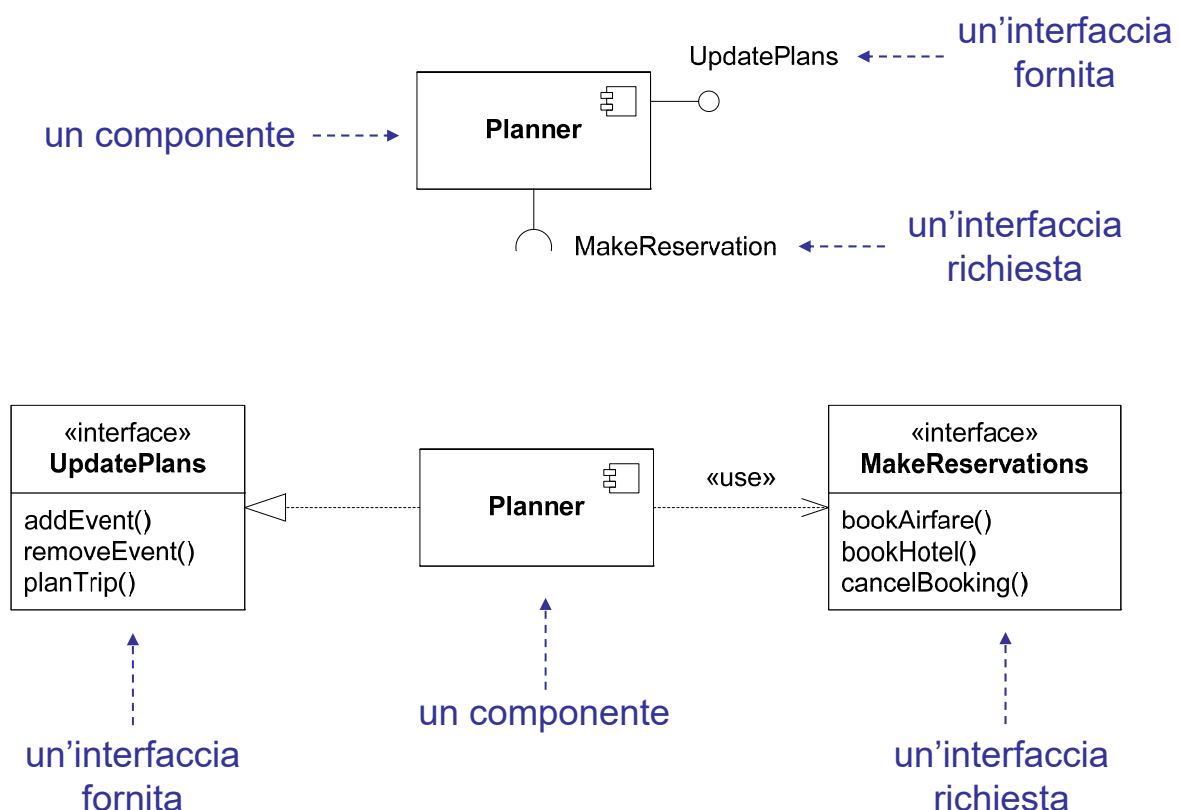 un'interfaccia
fornita
UpdatePlans
un componente
Planner
un'interfaccia
richiesta
MakeReservation
«interface»
UpdatePlans
addEvent()
removeEvent()
planTrip()
Planner
«use»
«interface»
MakeReservations
bookAirfare()
bookHotel()
cancelBooking()
un componente
un'interfaccia
fornita
un'interfaccia
richiesta